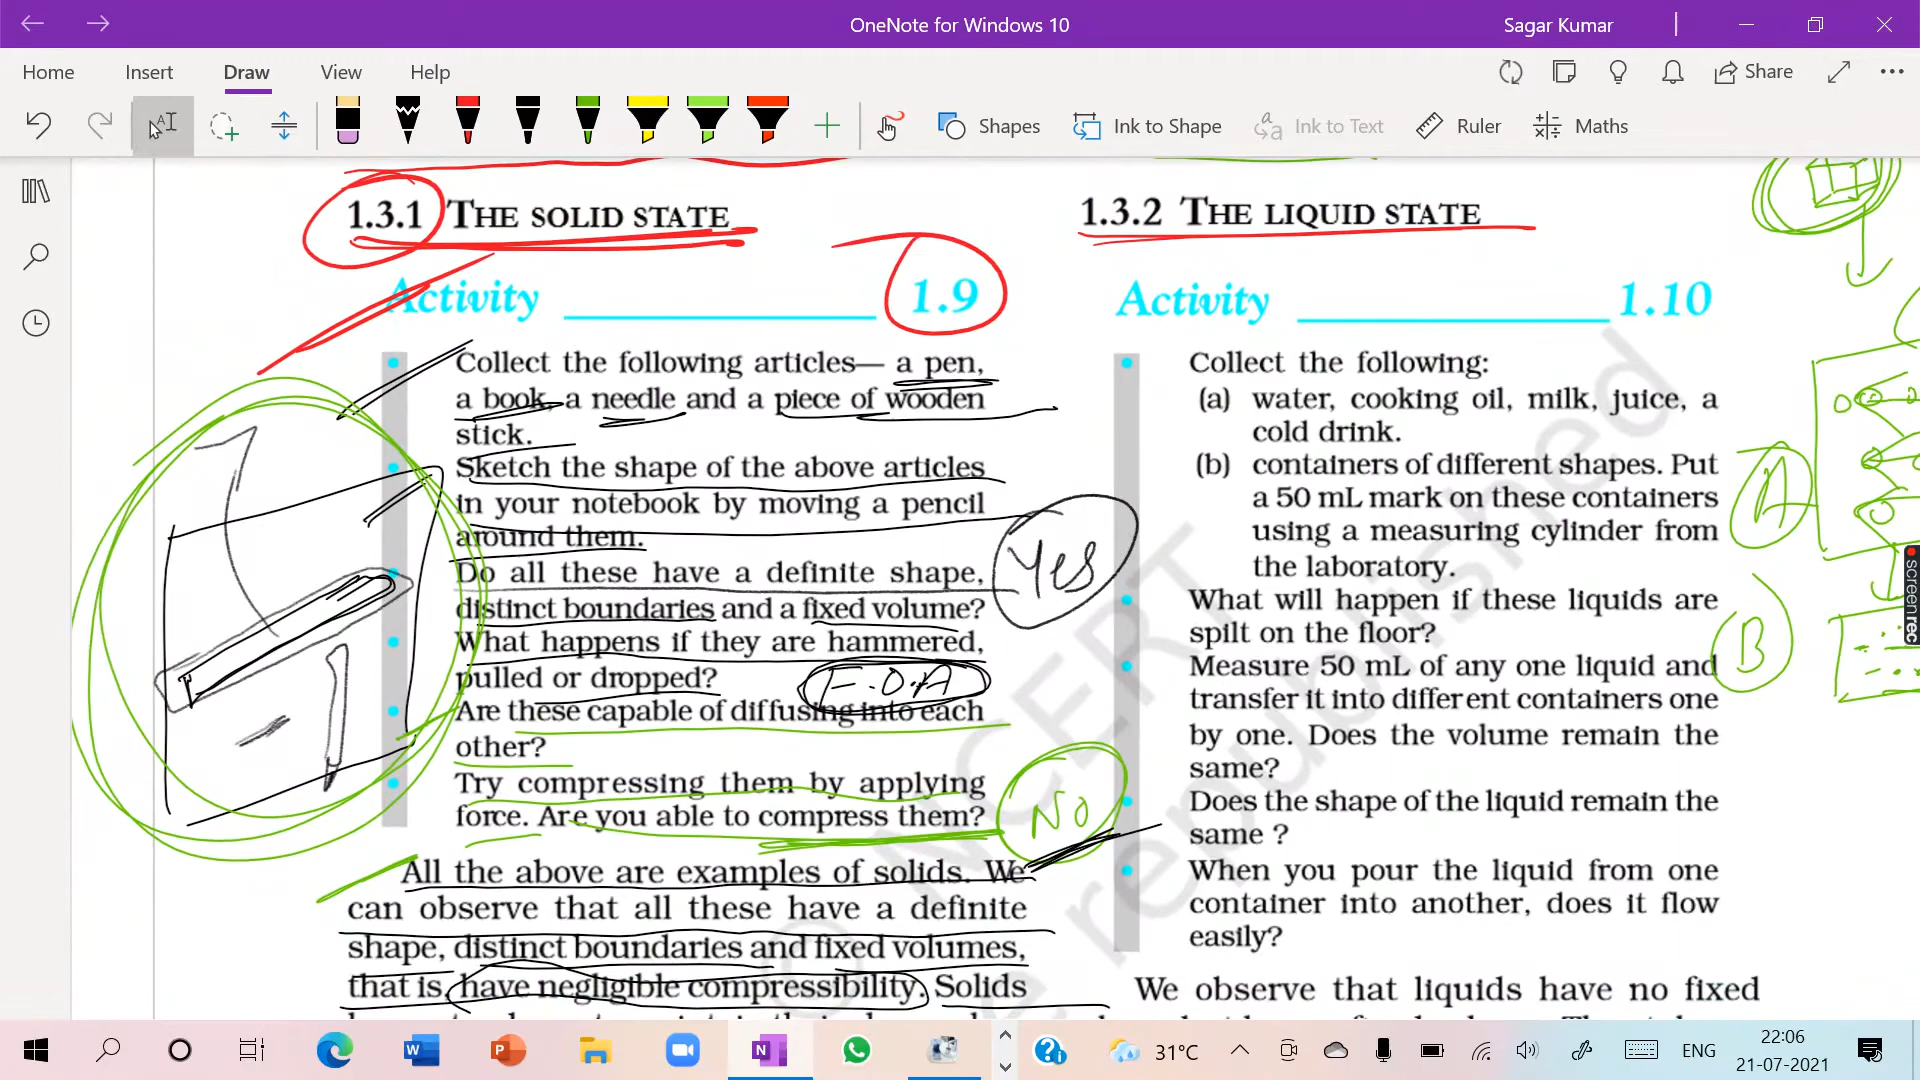 OneNote for Windows 10
Sagar Kumar
Home Insert Draw View Help
Share
Shapes Ink to Shape Ink to Text Ruler Maths
1.3.1 THE SOLID STATE
Activity 1.9
Collect the following articles— a pen,
a book, a needle and a piece of wooden
stick.
Sketch the shape of the above articles
in your notebook by moving a pencil
around them.
Do all these have a definite shape,
distinct boundaries and a fixed volume?
Yes
What happens if they are hammered,
pulled or dropped?
F.O.A
Are these capable of diffusing into each
other?
Try compressing them by applying
force. Are you able to compress them?
NO
All the above are examples of solids. We
can observe that all these have a definite
shape, distinct boundaries and fixed volumes,
that is, have negligible compressibility. Solids
1.3.2 THE LIQUID STATE
Activity 1.10
Collect the following:
(a) water, cooking oil, milk, juice, a
cold drink.
(b) containers of different shapes. Put
a 50 mL mark on these containers
using a measuring cylinder from
the laboratory.
What will happen if these liquids are
spilt on the floor?
Measure 50 mL of any one liquid and
transfer it into different containers one
by one. Does the volume remain the
same?
Does the shape of the liquid remain the
same ?
When you pour the liquid from one
container into another, does it flow
easily?
We observe that liquids have no fixed
A
B
© NCERT
republished
screenrec
31°C
ENG
22:06
21-07-2021